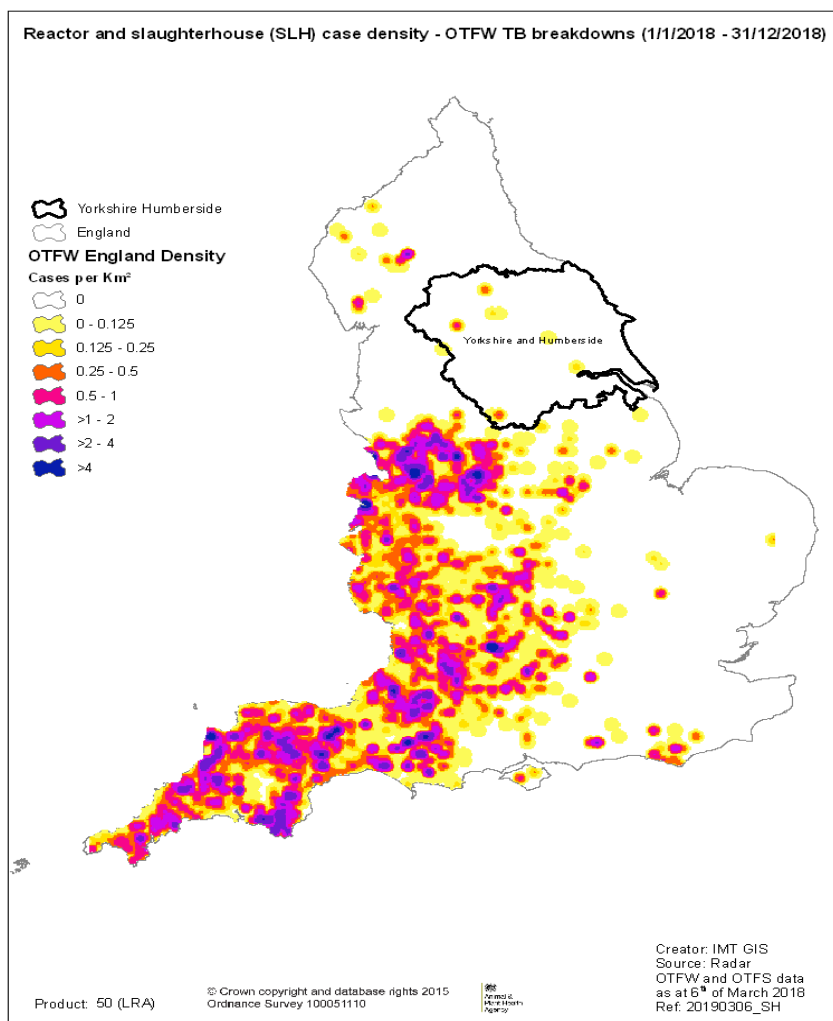 Reactor and slaughterhouse (SLH) case density - OTFW TB breakdowns (1/1/2018 - 31/12/2018)
Yorkshire Humberside
England
OTFW England Density
Cases per Km²
0
0 - 0.125
0.125 - 0.25
0.25 - 0.5
0.5 - 1
>1 - 2
>2 - 4
>4
Yorkshire and Humberside
Product: 50 (LRA)
© Crown copyright and database rights 2015
Ordnance Survey 100051110
Animal &
Plant Health
Agency
Creator: IMT GIS
Source: Radar
OTFW and OTFS data
as at 6th of March 2018
Ref: 20190306_SH